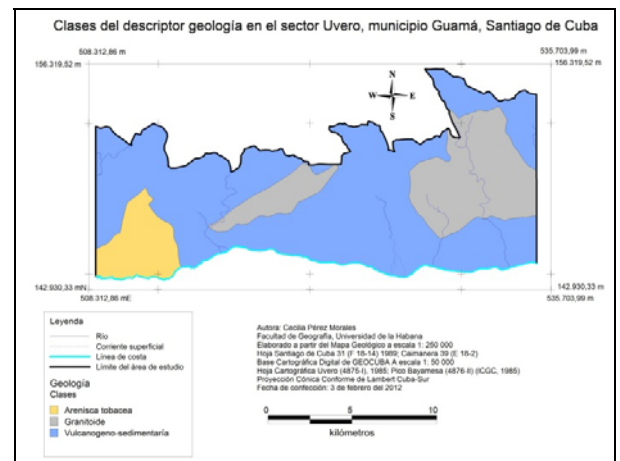 Clases del descriptor geología en el sector Uvero, municipio Guamá, Santiago de Cuba
508.312,86 m
535.703,99 m
156.319,52 m
156.319,52 m
N
W
E
S
142.930,33 mN
142.930,33 m
508.312,86 mE
535.703,99 m
Leyenda
Río
Corriente superficial
Línea de costa
Límite del área de estudio
Geología
Clases
Arenisca tobacea
Granitoide
Vulcanogeno-sedimentaría
Autora: Cecilia Pérez Morales
Facultad de Geografía, Universidad de la Habana
Elaborado a partir del Mapa Geológico a escala 1: 250 000
Hoja Santiago de Cuba 31 (F 18-14) 1989; Caimanera 39 (E 18-2)
Base Cartográfica Digital de GEOCUBA A escala 1: 50 000
Hoja Cartográfica Uvero (4876-I), 1985; Pico Bayamesa (4876-II) (ICGC, 1985)
Proyección Cónica Conforme de Lambert Cuba-Sur
Fecha de confección: 3 de febrero del 2012
0 5 10
kilómetros